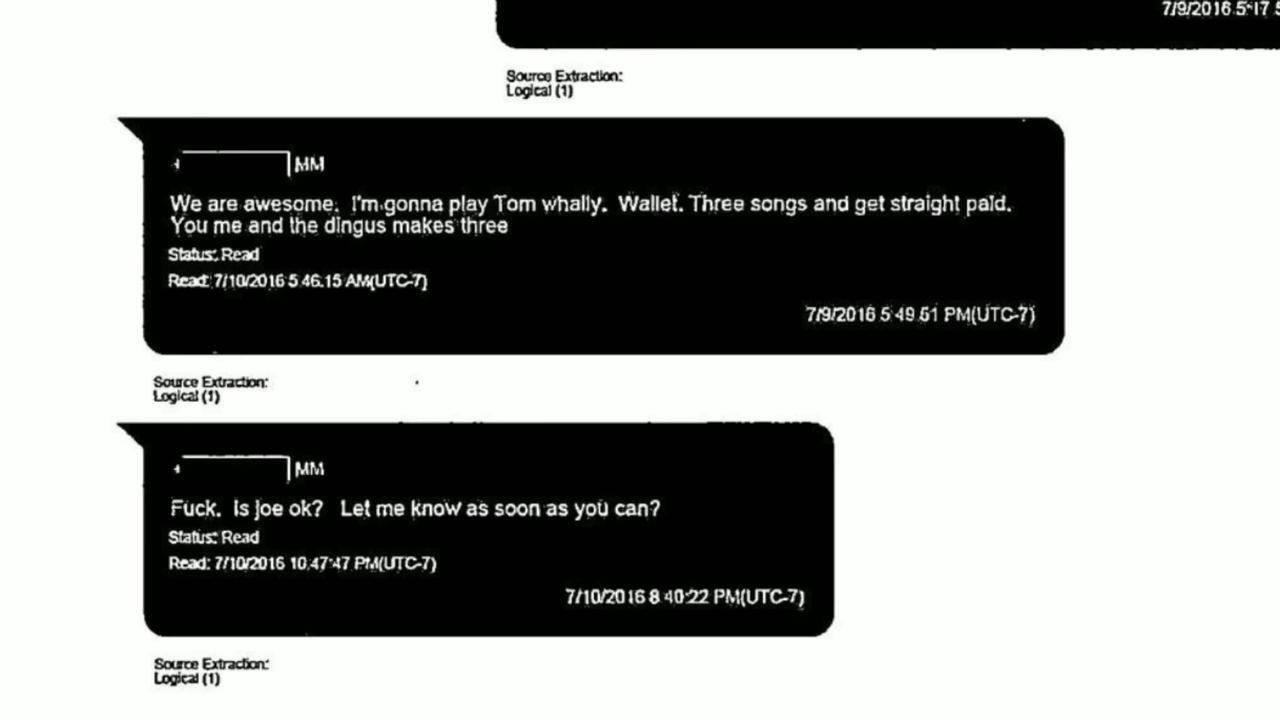 7/9/2016 5:17 5
Source Extraction:
Logical (1)
MM
We are awesome. I'm gonna play Tom whally. Wallet. Three songs and get straight paid.
You me and the dingus makes three
Status: Read
Read: 7/10/2016 5.46.15 AM(UTC-7)
7/9/2016 5:49.51 PM(UTC-7)
Source Extraction:
Logical (1)
MM
Fuck. Is joe ok? Let me know as soon as you can?
Status: Read
Read: 7/10/2016 10:47:47 PM(UTC-7)
7/10/2016 8 40:22 PM(UTC-7)
Source Extraction:
Logical (1)